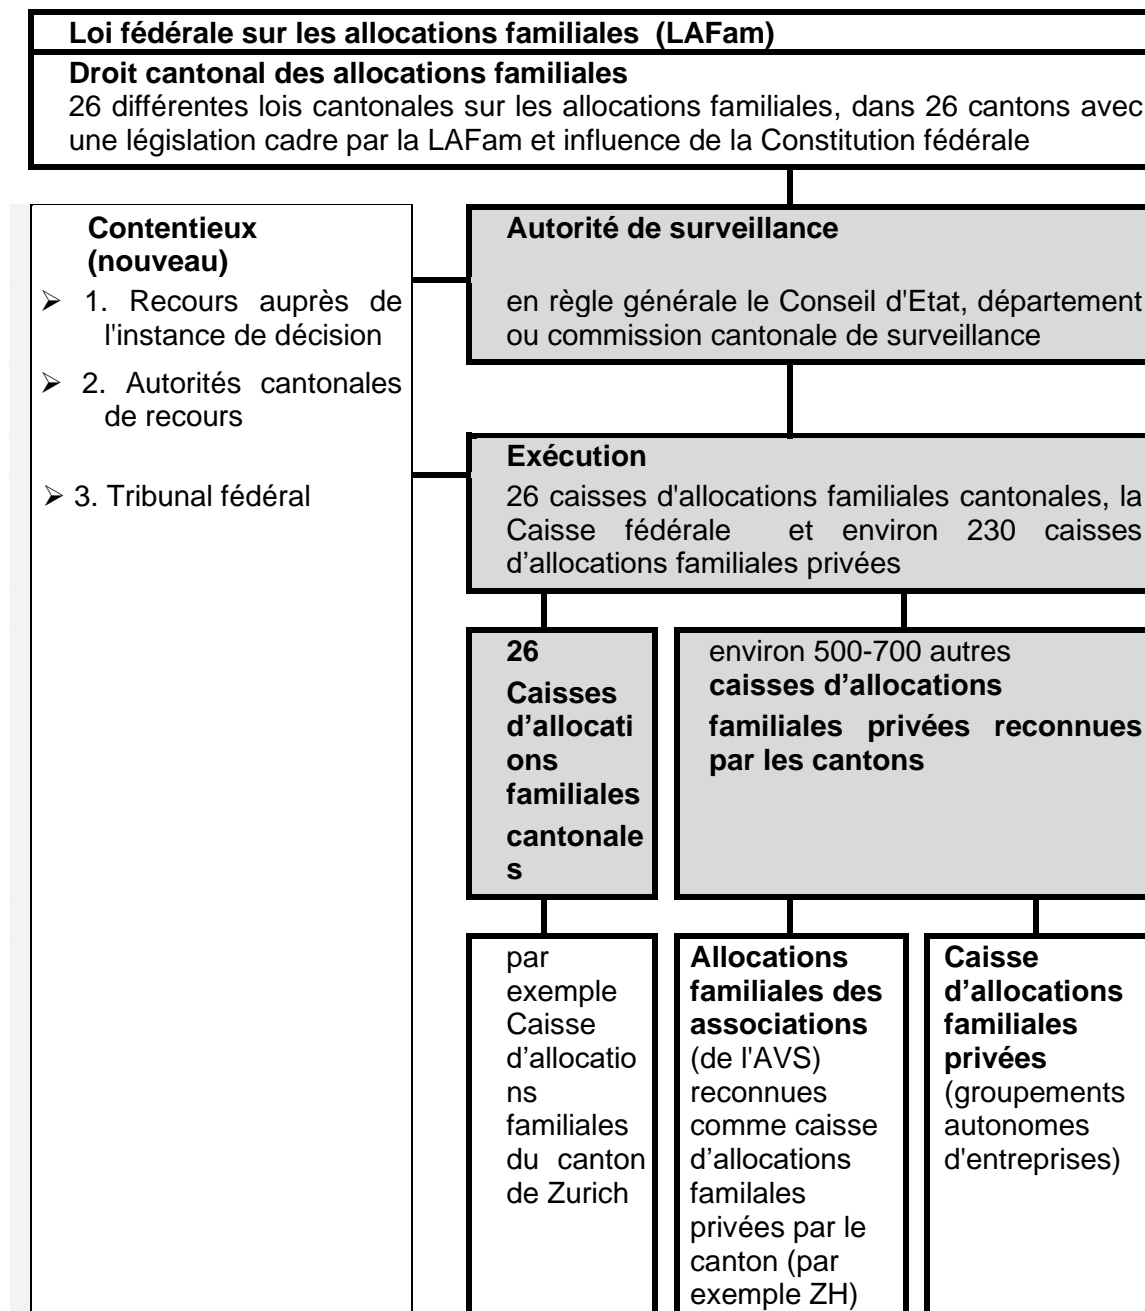 Loi fédérale sur les allocations familiales  (LAFam)
Droit cantonal des allocations familiales
26 différentes lois cantonales sur les allocations familiales, dans 26 cantons avec
une législation cadre par la LAFam et influence de la Constitution fédérale
Contentieux
(nouveau)
➢ 1. Recours auprès de
l'instance de décision
➢ 2. Autorités cantonales
de recours
➢ 3. Tribunal fédéral
Autorité de surveillance
en règle générale le Conseil d'Etat, département
ou commission cantonale de surveillance
Exécution
26 caisses d'allocations familiales cantonales, la
Caisse fédérale et environ 230 caisses
d’allocations familiales privées
26
Caisses
d’allocati
ons
familiales
cantonale
s
environ 500-700 autres
caisses d’allocations
familiales privées reconnues
par les cantons
par
exemple
Caisse
d’allocatio
ns
familiales
du canton
de Zurich
Allocations
familiales des
associations
(de l'AVS)
reconnues
comme caisse
d’allocations
familales
privées par le
canton (par
exemple ZH)
Caisse
d’allocations
familiales
privées
(groupements
autonomes
d'entreprises)